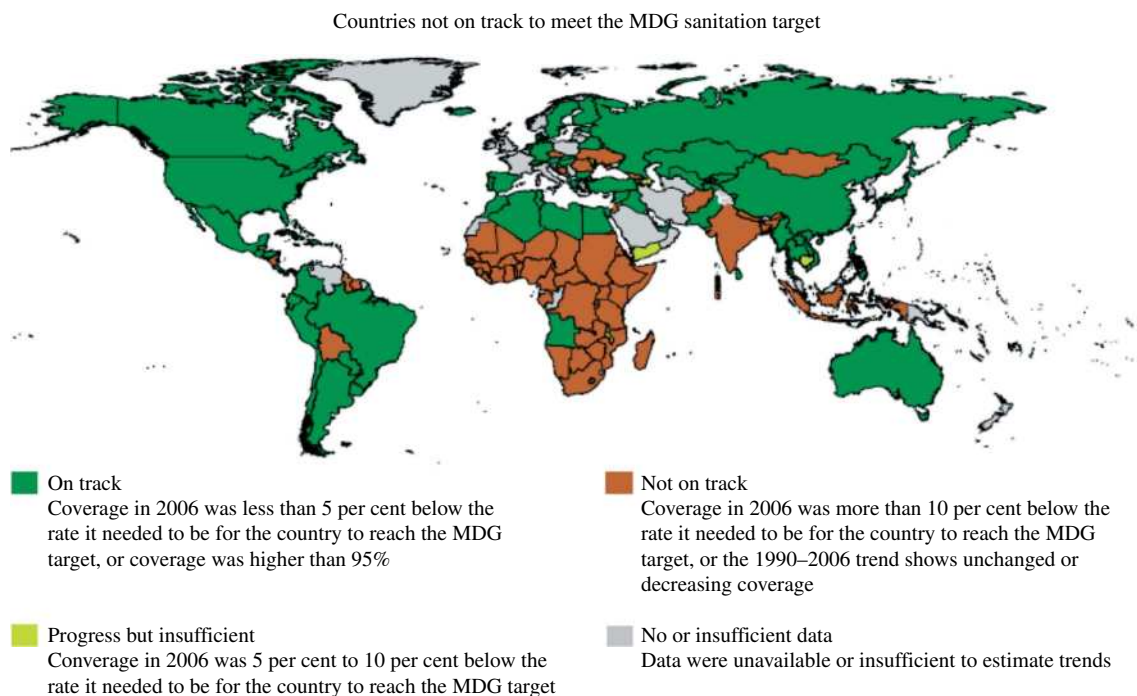 Countries not on track to meet the MDG sanitation target
On track
Coverage in 2006 was less than 5 per cent below the
rate it needed to be for the country to reach the MDG
target, or coverage was higher than 95%
Not on track
Coverage in 2006 was more than 10 per cent below the
rate it needed to be for the country to reach the MDG
target, or the 1990–2006 trend shows unchanged or
decreasing coverage
Progress but insufficient
Converage in 2006 was 5 per cent to 10 per cent below the
rate it needed to be for the country to reach the MDG target
No or insufficient data
Data were unavailable or insufficient to estimate trends